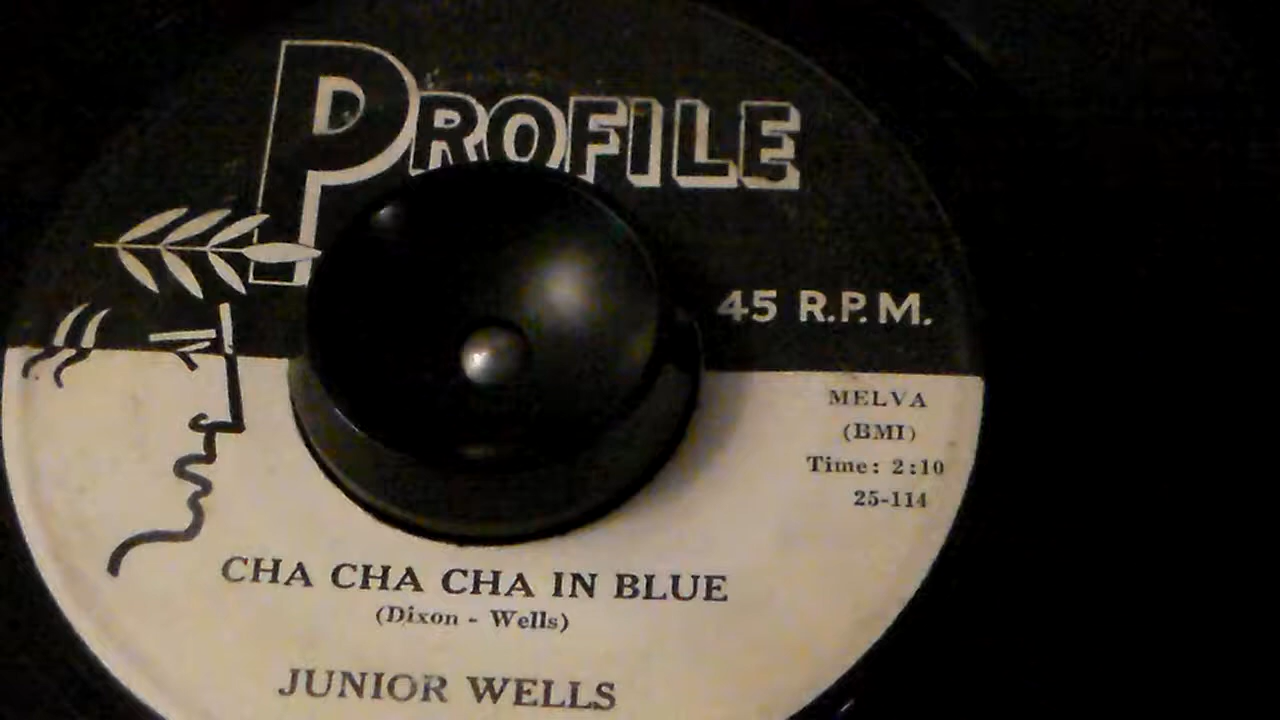 PROFILE
45 R.P.M.
MELVA
(BMI)
Time: 2:10
25-114
CHA CHA CHA IN BLUE
(Dixon - Wells)
JUNIOR WELLS